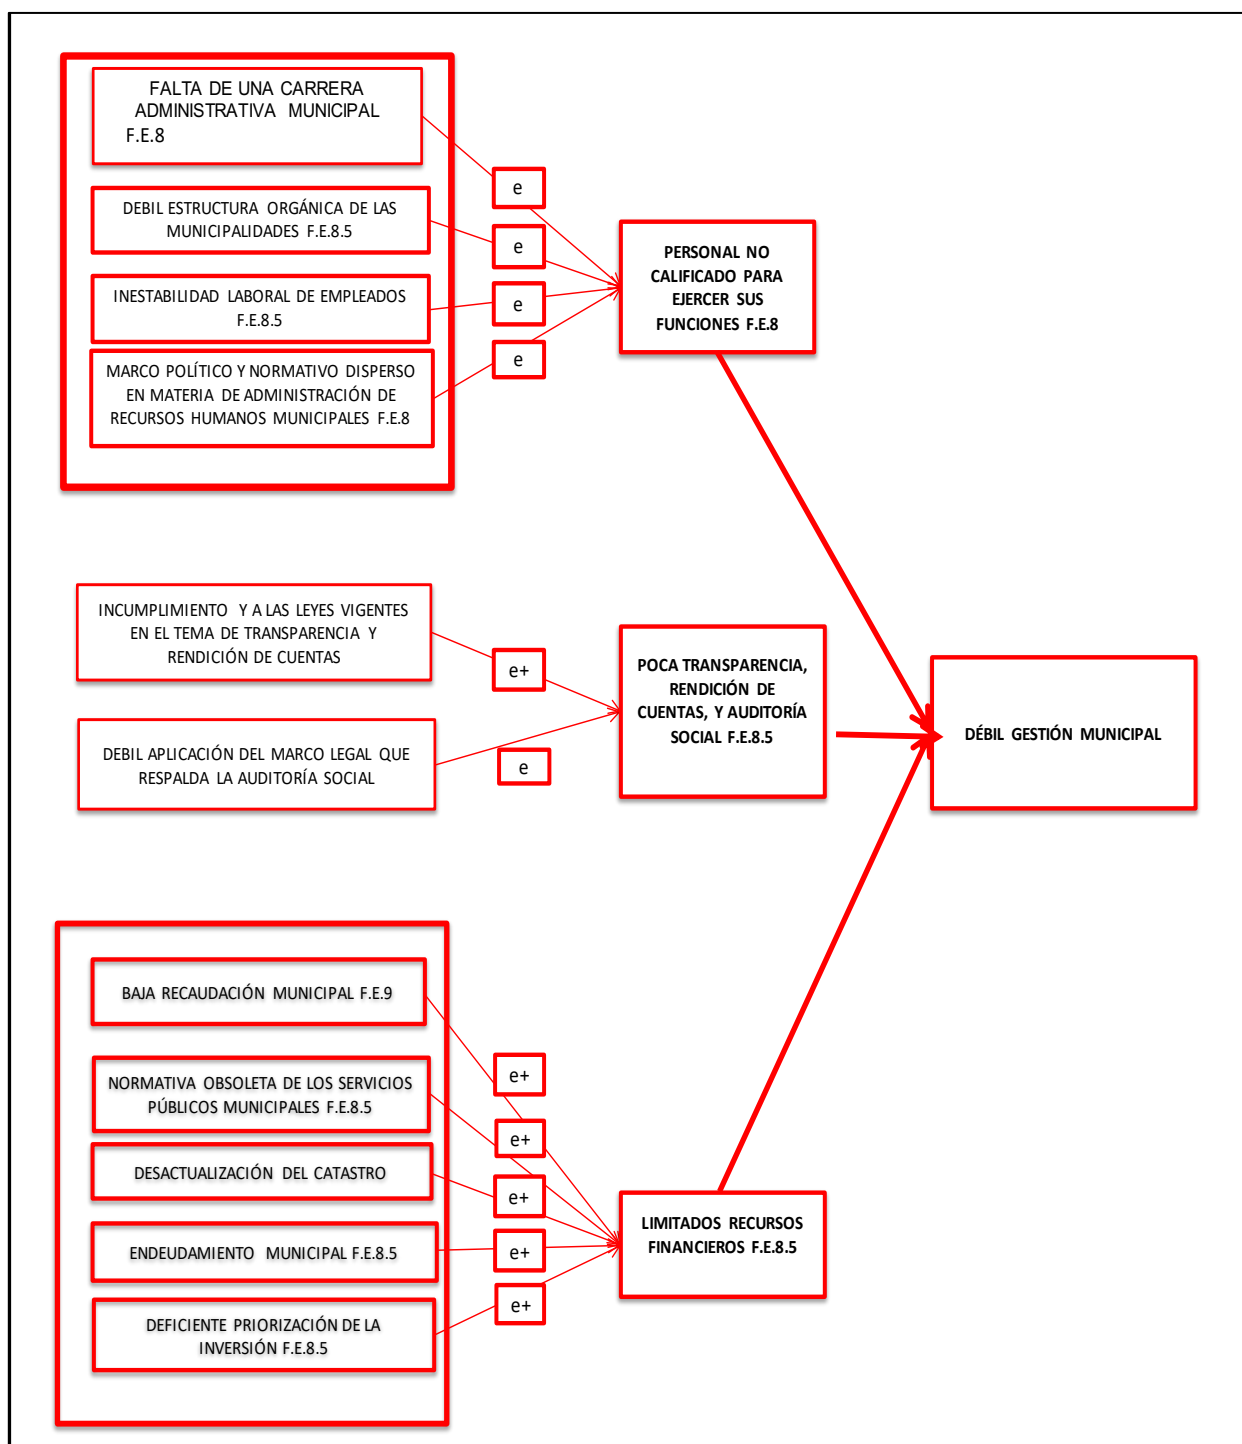 FALTA DE UNA CARRERA
ADMINISTRATIVA MUNICIPAL
F.E.8
DEBIL ESTRUCTURA ORGÁNICA DE LAS
MUNICIPALIDADES F.E.8.5
INESTABILIDAD LABORAL DE EMPLEADOS
F.E.8.5
MARCO POLÍTICO Y NORMATIVO DISPERSO
EN MATERIA DE ADMINISTRACIÓN DE
RECURSOS HUMANOS MUNICIPALES F.E.8
e
e
e
e
PERSONAL NO
CALIFICADO PARA
EJERCER SUS
FUNCIONES F.E.8
INCUMPLIMIENTO Y A LAS LEYES VIGENTES
EN EL TEMA DE TRANSPARENCIA Y
RENDICIÓN DE CUENTAS
DEBIL APLICACIÓN DEL MARCO LEGAL QUE
RESPALDA LA AUDITORÍA SOCIAL
e+
e
POCA TRANSPARENCIA,
RENDICIÓN DE
CUENTAS, Y AUDITORÍA
SOCIAL F.E.8.5
DÉBIL GESTIÓN MUNICIPAL
BAJA RECAUDACIÓN MUNICIPAL F.E.9
NORMATIVA OBSOLETA DE LOS SERVICIOS
PÚBLICOS MUNICIPALES F.E.8.5
DESACTUALIZACIÓN DEL CATASTRO
ENDEUDAMIENTO MUNICIPAL F.E.8.5
DEFICIENTE PRIORIZACIÓN DE LA
INVERSIÓN F.E.8.5
e+
e+
e+
e+
e+
LIMITADOS RECURSOS
FINANCIEROS F.E.8.5